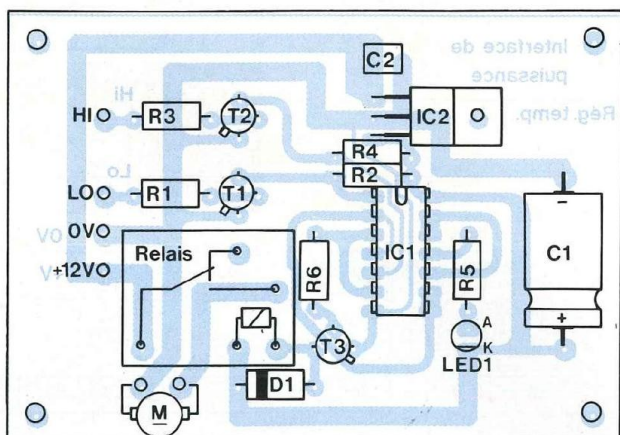 Interface de
puissance
Rég. temp.
C2
IC2
Hi
HI
R3
T2
R4
R2
Lo
LO
R1
T1
0V
0V
+12V
V
Relais
R6
IC1
R5
C1
-
+
T3
A
K
LED1
D1
M